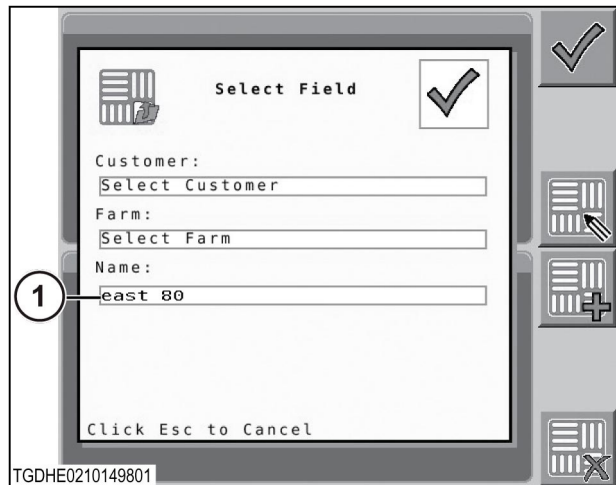 Select Field
Customer:
Select Customer
Farm:
Select Farm
Name:
1
east 80
Click Esc to Cancel
TGDHE0210149801